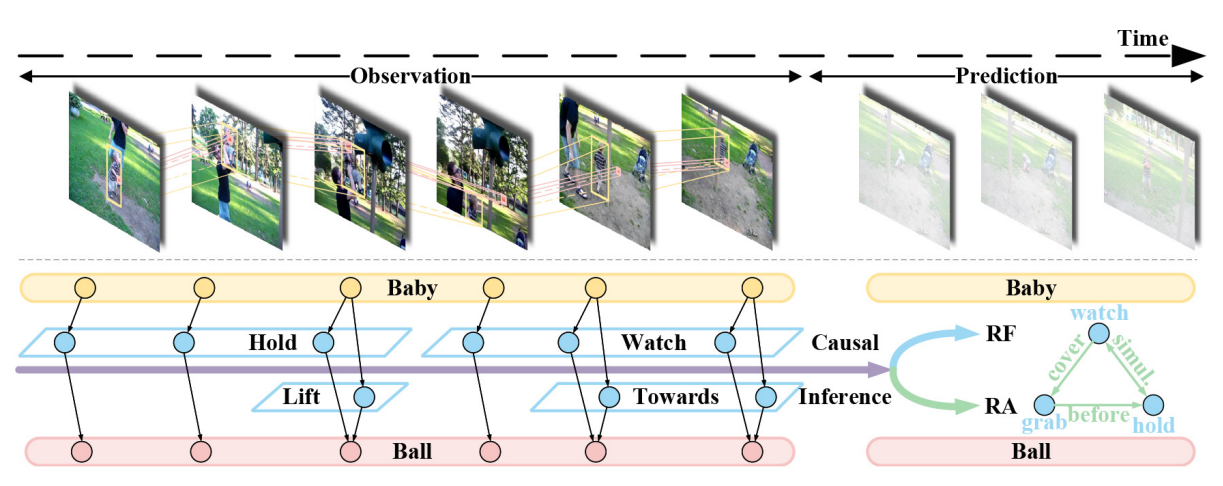 Time
Observation
Prediction
Baby
Baby
watch
Hold
Watch
Causal
RF
cover
simul.
Lift
Towards
Inference
RA
before
grab
hold
Ball
Ball